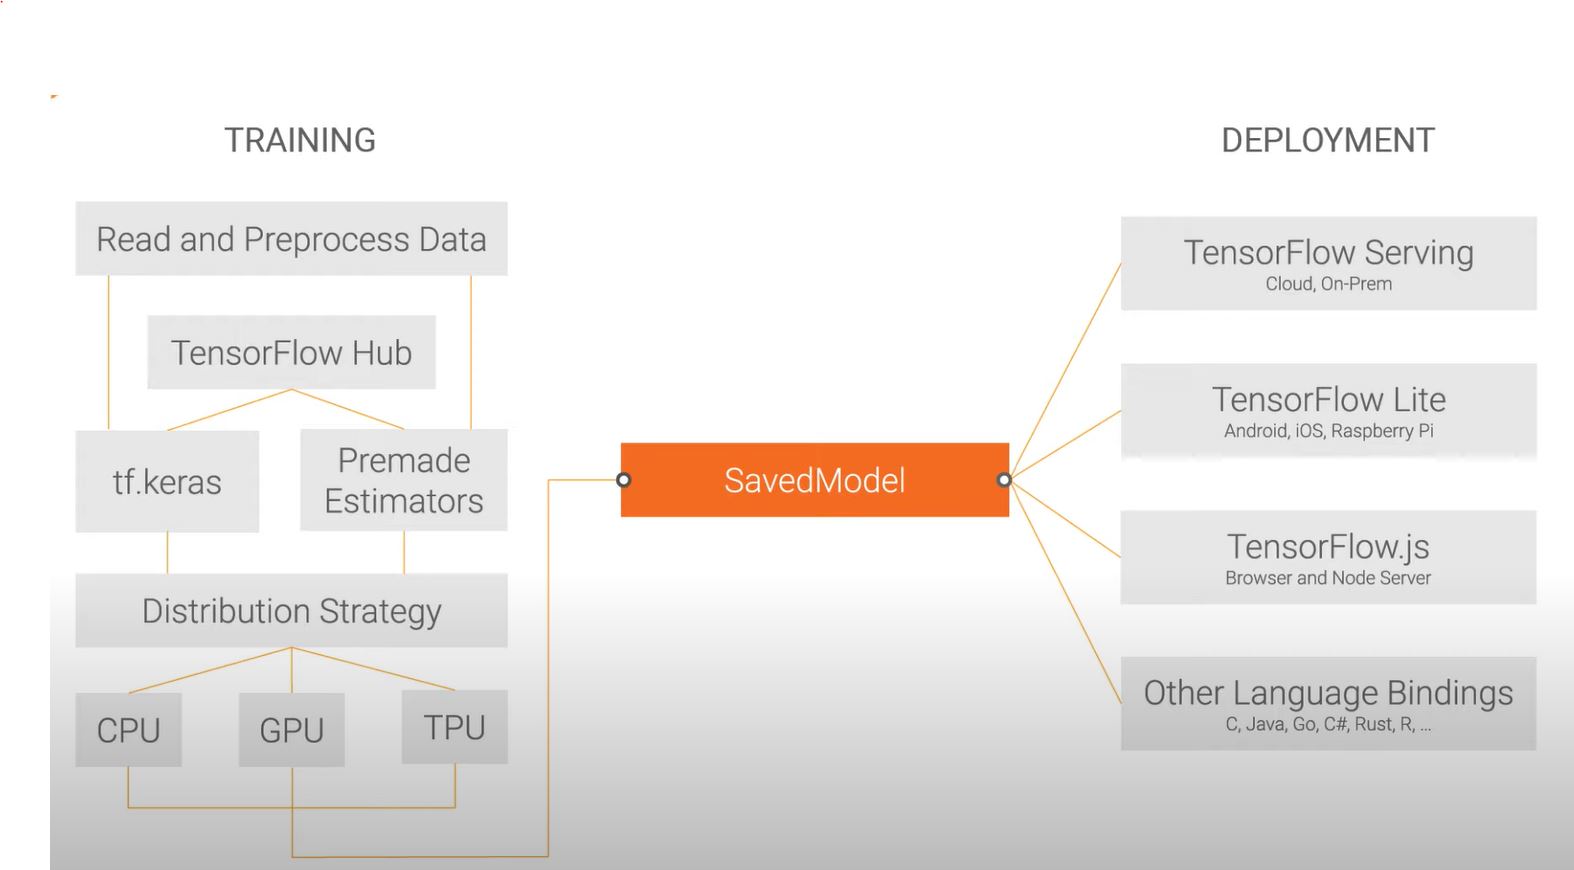 TRAINING
Read and Preprocess Data
TensorFlow Hub
tf.keras
Premade
Estimators
Distribution Strategy
CPU
GPU
TPU
SavedModel
DEPLOYMENT
TensorFlow Serving
Cloud, On-Prem
TensorFlow Lite
Android, iOS, Raspberry Pi
TensorFlow.js
Browser and Node Server
Other Language Bindings
C, Java, Go, C#, Rust, R, ...